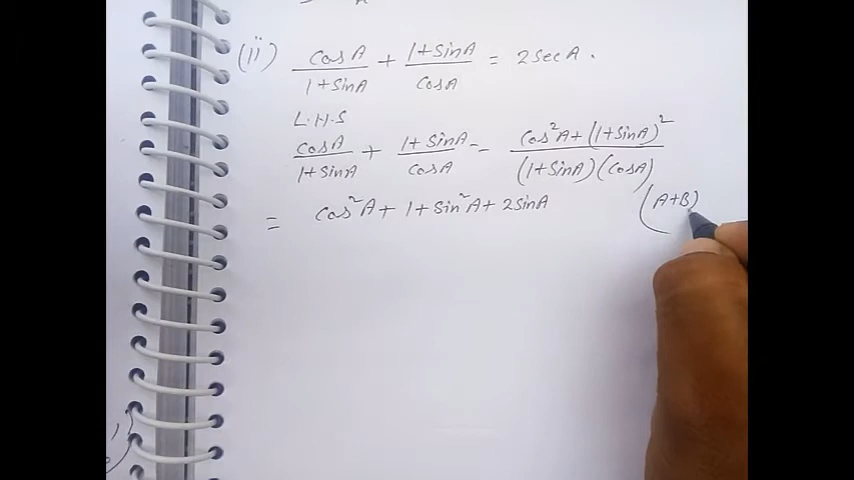 (ii) cosA/1+sinA + 1+sinA/cosA = 2secA.
L.H.S
cosA/1+sinA + 1+sinA/cosA = cos²A+(1+sinA)²/(1+sinA)(cosA)
= cos²A+1+sin²A+2sinA (A+B)